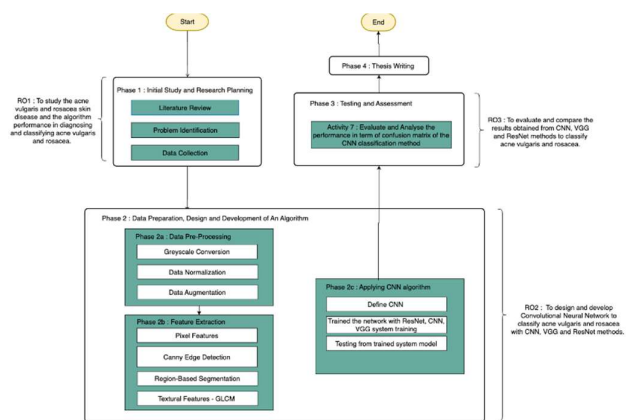 Start
End
Phase 1 : Initial Study and Research Planning
Literature Review
Problem Identification
Data Collection
RO1 : To study the acne
vulgaris and rosacea skin
disease and the algorithm
performance in diagnosing
and classifying acne vulgaris
and rosacea.
Phase 4 : Thesis Writing
Phase 3 : Testing and Assessment
Activity 7 : Evaluate and Analyse the
performance in term of confusion matrix of the
CNN classification method
RO3 : To evaluate and compare the
results obtained from CNN, VGG
and ResNet methods to classify
acne vulgaris and rosacea.
Phase 2 : Data Preparation, Design and Development of An Algorithm
Phase 2a : Data Pre-Processing
Greyscale Conversion
Data Normalization
Data Augmentation
Phase 2b : Feature Extraction
Pixel Features
Canny Edge Detection
Region-Based Segmentation
Textural Features - GLCM
Phase 2c : Applying CNN algorithm
Define CNN
Trained the network with ResNet, CNN,
VGG system training
Testing from trained system model
RO2 : To design and develop
Convolutional Neural Network to
classify acne vulgaris and rosacea
with CNN, VGG and ResNet methods.